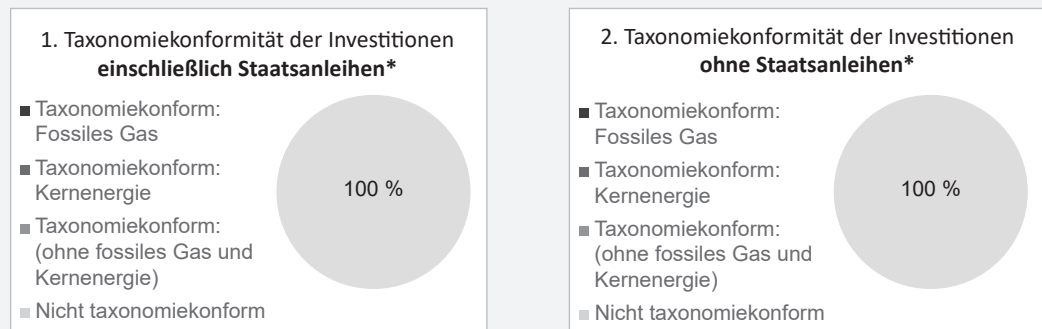 1. Taxonomiekonformität der Investitionen
einschließlich Staatsanleihen*
Taxonomiekonform:
Fossiles Gas
Taxonomiekonform:
Kernenergie
Taxonomiekonform:
(ohne fossiles Gas und
Kernenergie)
Nicht taxonomiekonform
100 %
2. Taxonomiekonformität der Investitionen
ohne Staatsanleihen*
Taxonomiekonform:
Fossiles Gas
Taxonomiekonform:
Kernenergie
Taxonomiekonform:
(ohne fossiles Gas und
Kernenergie)
Nicht taxonomiekonform
100 %